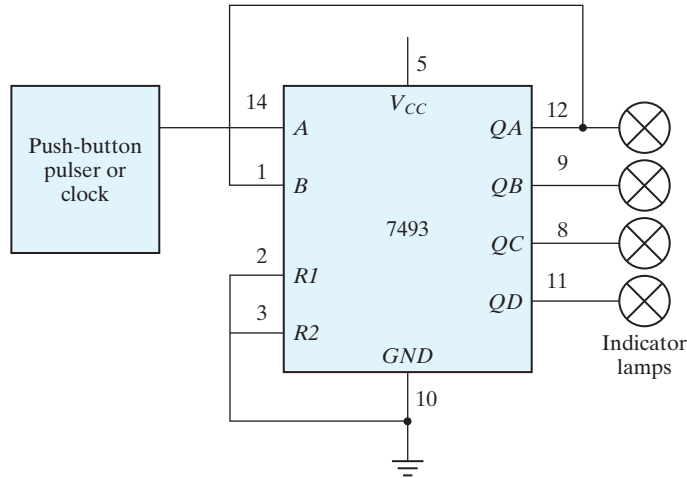 5
14
V_CC
12
A
QA
Push-button
pulser or
clock
9
1
B
QB
7493
8
QC
2
R1
11
QD
3
R2
Indicator
lamps
GND
10